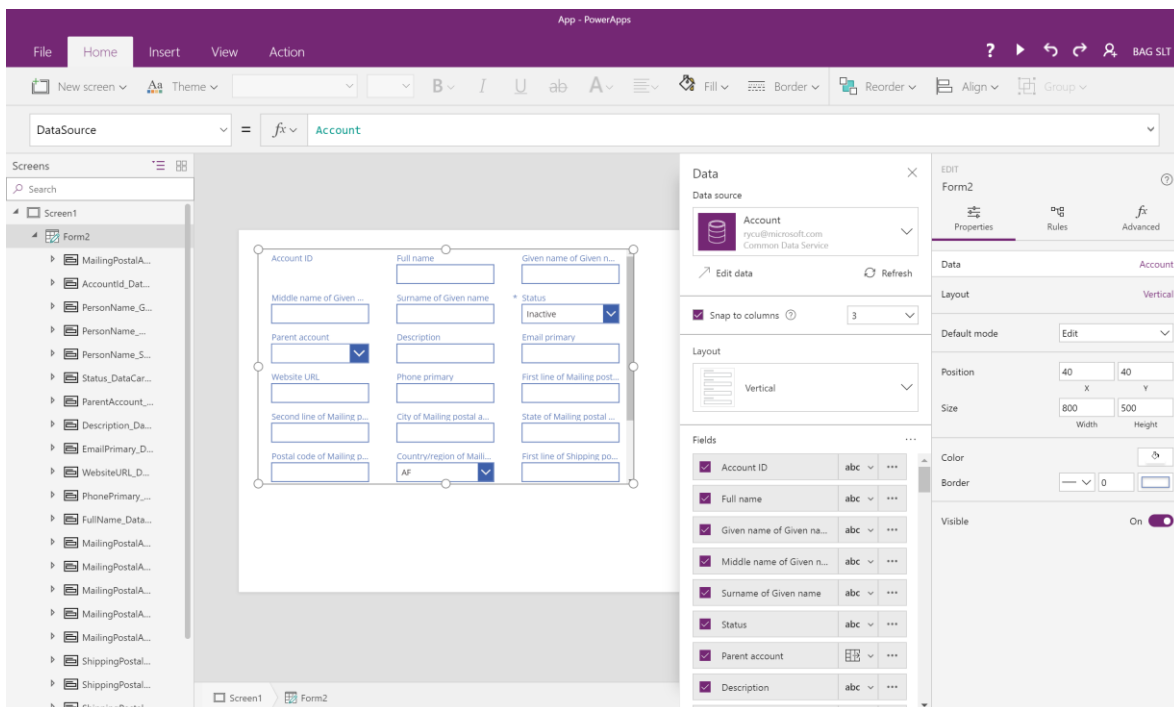 App - PowerApps
File Home Insert View Action ? BAG SLT
New screen Aa Theme B I U ab A Fill Border Reorder Align Group
DataSource = fx Account
Screens
Search
Screen1
Form2
MailingPostalA...
AccountId_Dat...
PersonName_G...
PersonName_...
PersonName_S...
Status_DataCar...
ParentAccount_...
Description_Da...
EmailPrimary_D...
WebsiteURL_D...
PhonePrimary_...
FullName_Data...
MailingPostalA...
MailingPostalA...
MailingPostalA...
MailingPostalA...
MailingPostalA...
ShippingPostal...
ShippingPostal...
Account ID Full name Given name of Given n...
Middle name of Given ... Surname of Given name * Status
Inactive
Parent account Description Email primary
Website URL Phone primary First line of Mailing post...
Second line of Mailing p... City of Mailing postal a... State of Mailing postal ...
Postal code of Mailing p... Country/region of Maili... First line of Shipping po...
AF
Screen1 Form2
Data
Data source
Account
rycu@microsoft.com
Common Data Service
Edit data Refresh
Snap to columns ? 3
Layout
Vertical
Fields ...
Account ID abc ...
Full name abc ...
Given name of Given na... abc ...
Middle name of Given n... abc ...
Surname of Given name abc ...
Status abc ...
Parent account ...
Description abc ...
EDIT
Form2 ?
fx
Properties Rules Advanced
Data Account
Layout Vertical
Default mode Edit
Position 40 40
X Y
Size 800 500
Width Height
Color
Border 0
Visible On